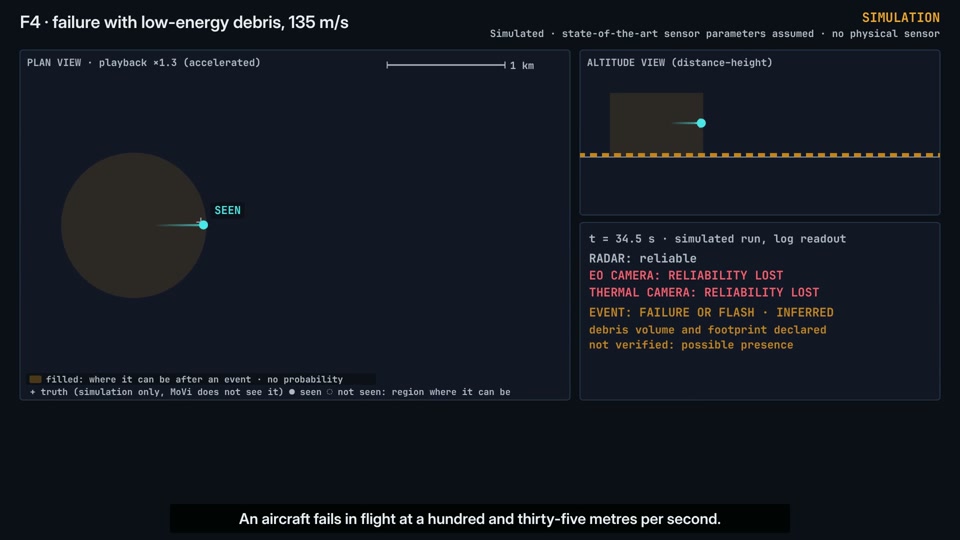 F4 · failure with low-energy debris, 135 m/s
SIMULATION
Simulated · state-of-the-art sensor parameters assumed · no physical sensor
PLAN VIEW · playback ×1.3 (accelerated)
1 km
SEEN
filled: where it can be after an event · no probability
+ truth (simulation only, MoVi does not see it) ● seen ○ not seen: region where it can be
ALTITUDE VIEW (distance-height)
t = 34.5 s · simulated run, log readout
RADAR: reliable
EO CAMERA: RELIABILITY LOST
THERMAL CAMERA: RELIABILITY LOST
EVENT: FAILURE OR FLASH · INFERRED
debris volume and footprint declared
not verified: possible presence
An aircraft fails in flight at a hundred and thirty-five metres per second.